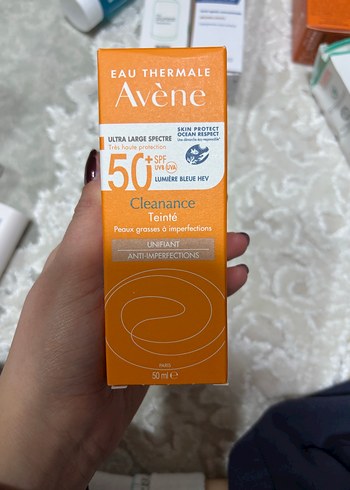 EAU THERMALE
Avène
ULTRA LARGE SPECTRE
Très haute protection
SKIN PROTECT
OCEAN RESPECT
50+ SPF
UVB-UVA
LUMIÈRE BLEUE HEV
Cleanance
Teinté
Peaux grasses à imperfections
UNIFIANT
ANTI-IMPERFECTIONS
PARIS
50 ml ℮